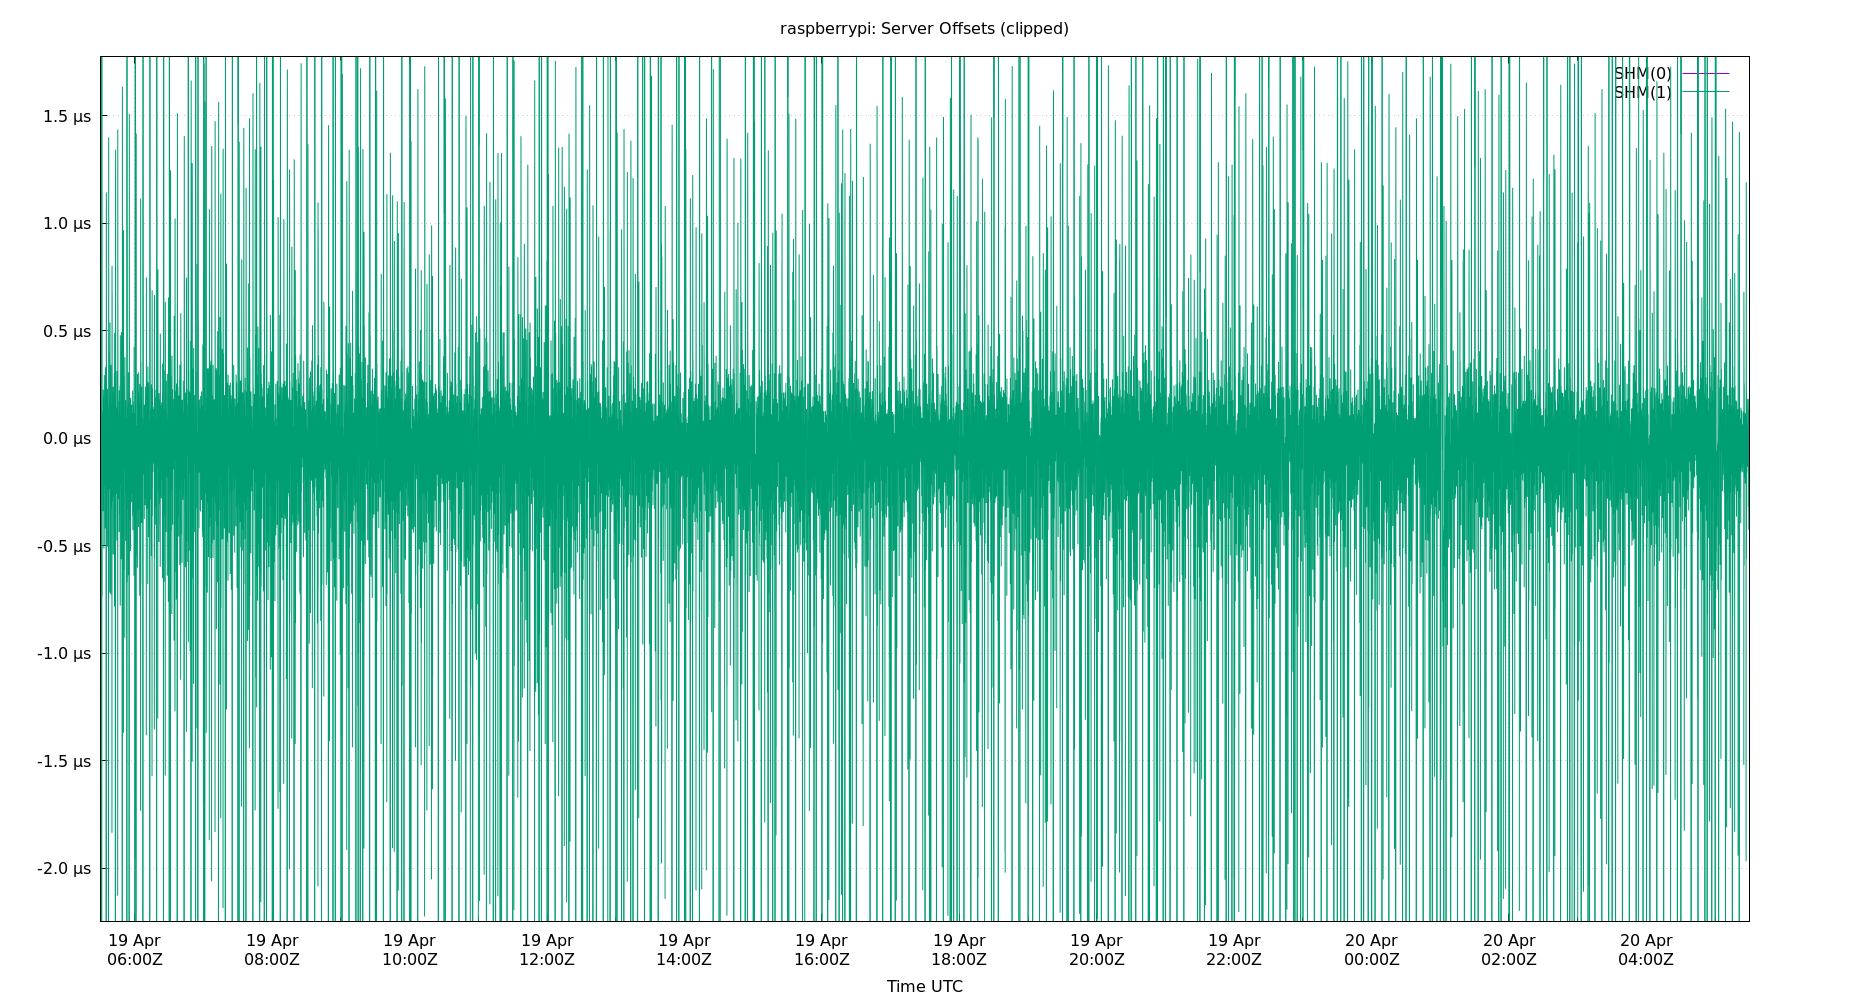 raspberrypi: Server Offsets (clipped)
SHM(0)
SHM(1)
1.5 µs
1.0 µs
0.5 µs
0.0 µs
-0.5 µs
-1.0 µs
-1.5 µs
-2.0 µs
19 Apr 19 Apr 19 Apr 19 Apr 19 Apr 19 Apr 19 Apr 19 Apr 19 Apr 20 Apr 20 Apr 20 Apr
06:00Z 08:00Z 10:00Z 12:00Z 14:00Z 16:00Z 18:00Z 20:00Z 22:00Z 00:00Z 02:00Z 04:00Z
Time UTC